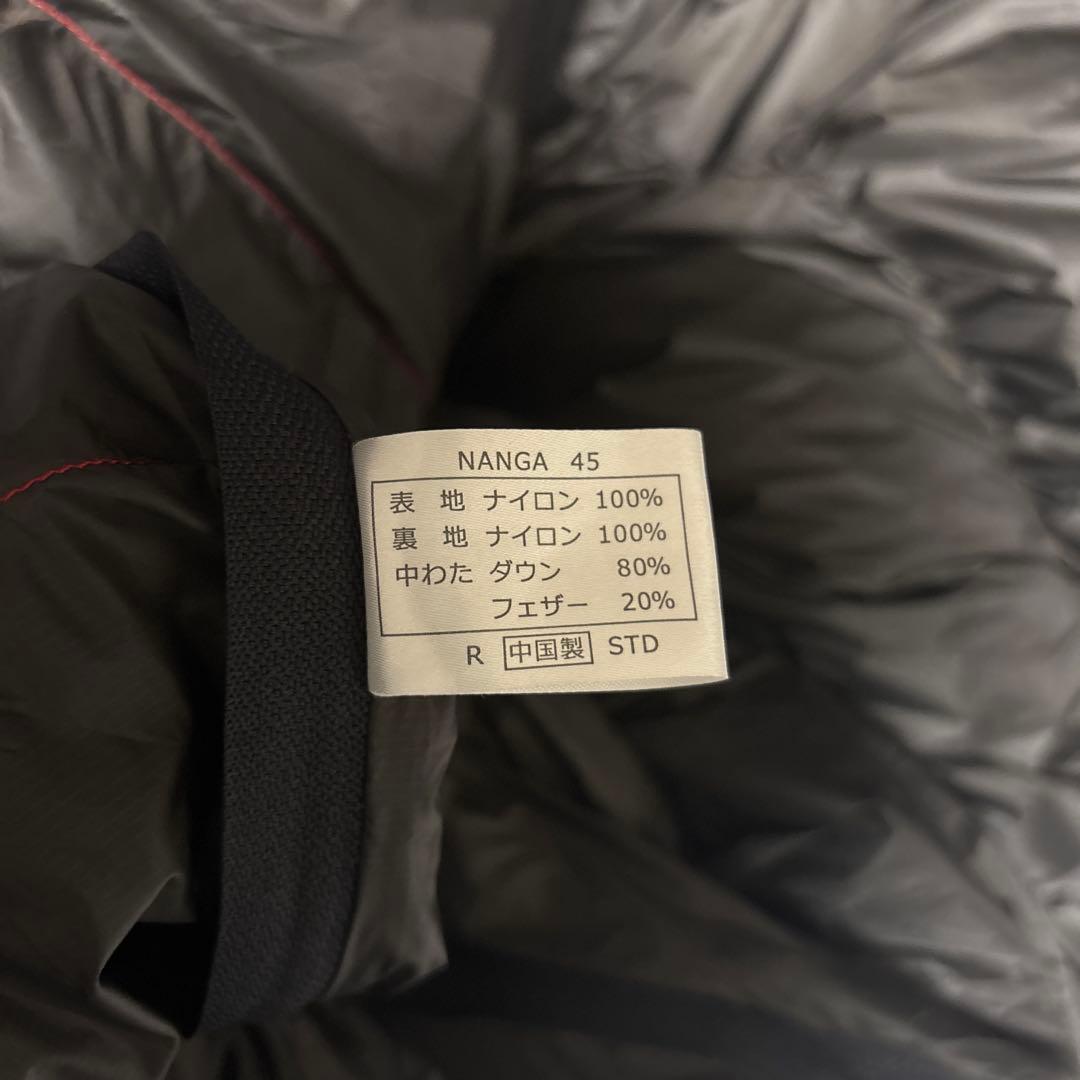 NANGA 45
表 地 ナイロン 100%
裏 地 ナイロン 100%
中わた ダウン 80%
フェザー 20%
R 中国製 STD